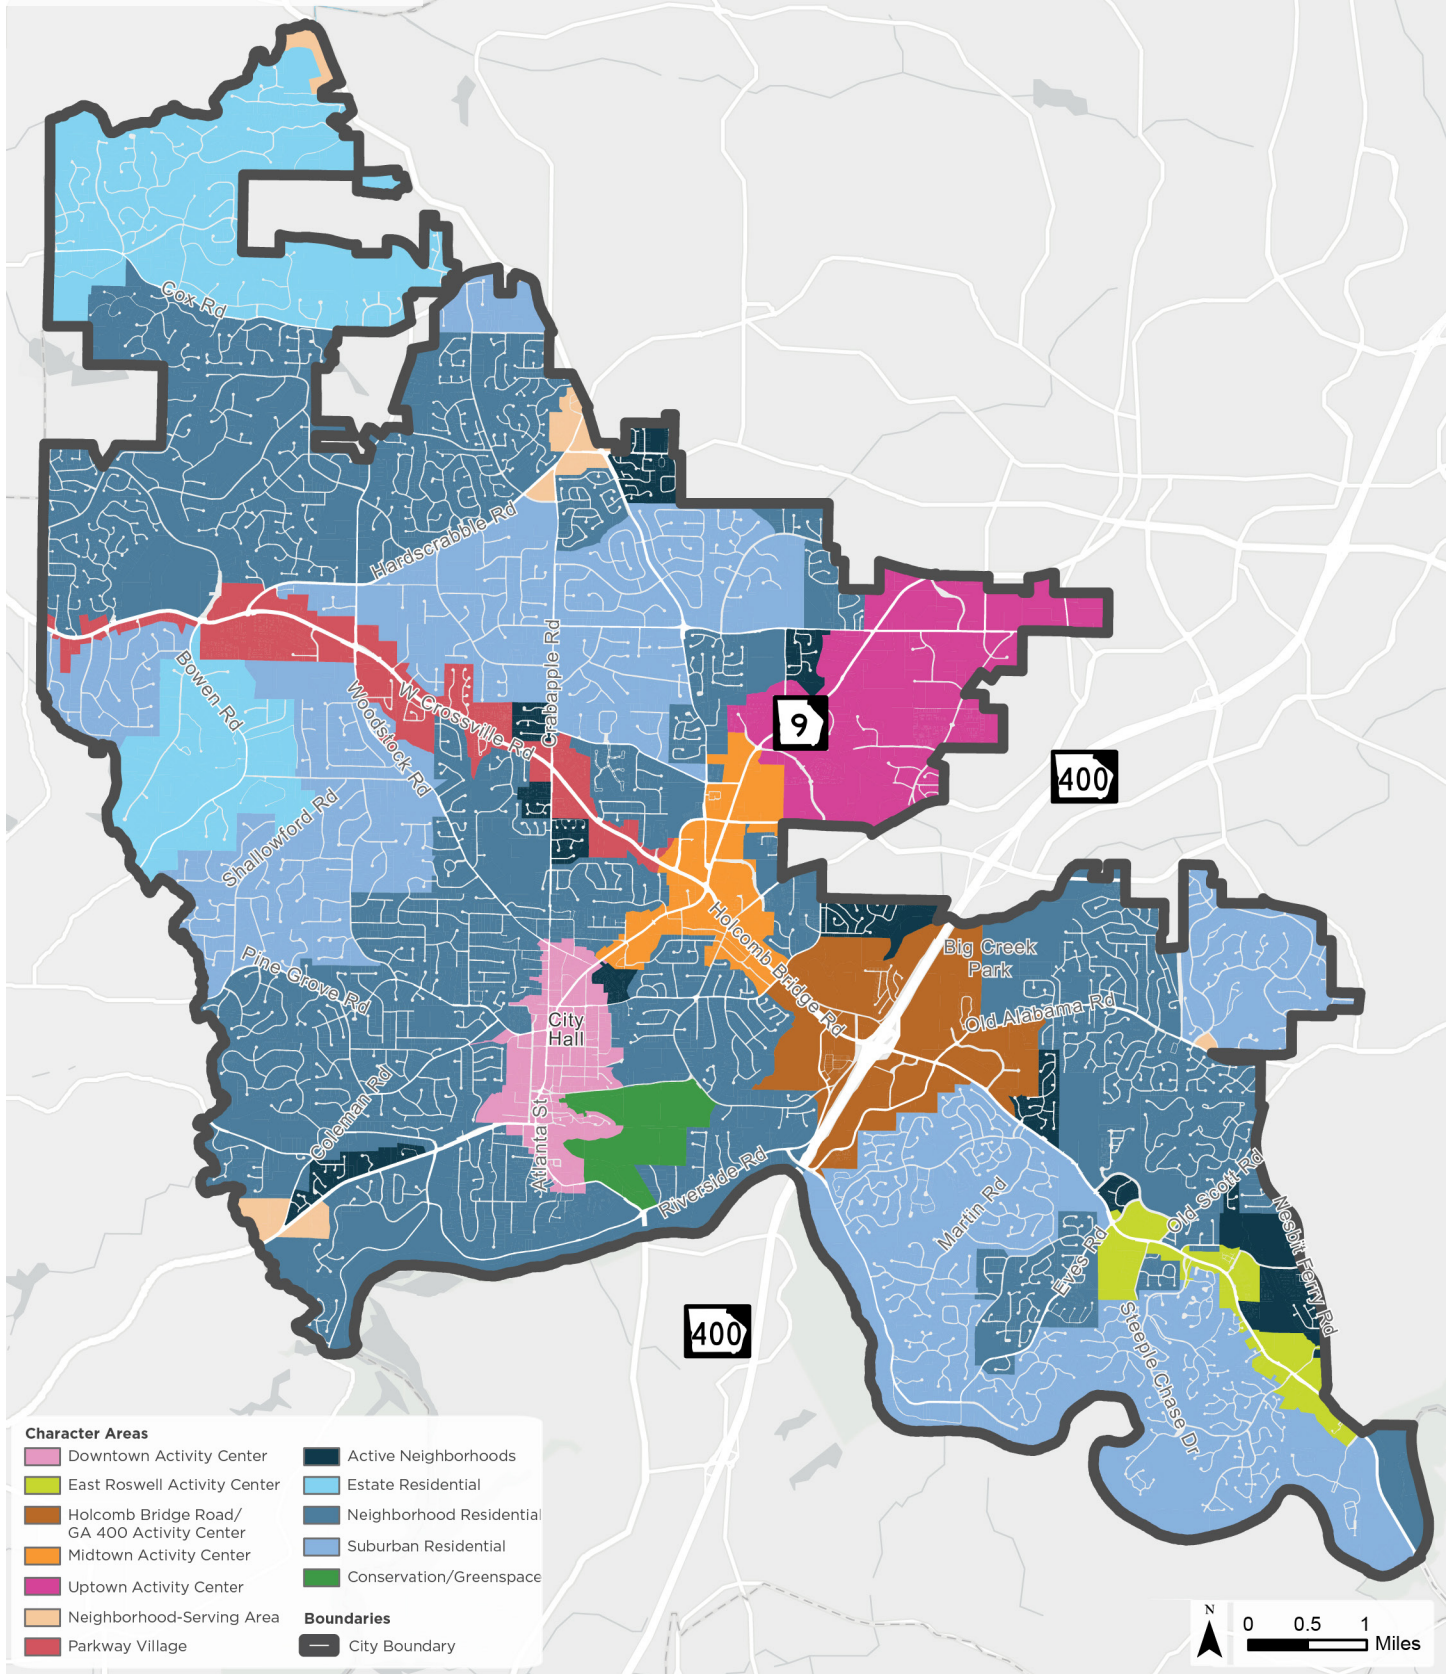 Cox Rd
Hardscrabble Rd
Crabapple Rd
Bowen Rd
Woodstock Rd
W Crossville Rd
9
400
Shallowford Rd
Holcomb Bridge Rd
Big Creek
Park
Pine Grove Rd
City
Hall
Old Alabama Rd
Coleman Rd
Atlanta St
Riverside Rd
Martin Rd
Old Scott Rd
Eves Rd
Nesbit Ferry Rd
400
Steeple Chase Dr
Character Areas
Downtown Activity Center
East Roswell Activity Center
Holcomb Bridge Road/
GA 400 Activity Center
Midtown Activity Center
Uptown Activity Center
Neighborhood-Serving Area
Parkway Village
Active Neighborhoods
Estate Residential
Neighborhood Residential
Suburban Residential
Conservation/Greenspace
Boundaries
City Boundary
N
0 0.5 1
Miles